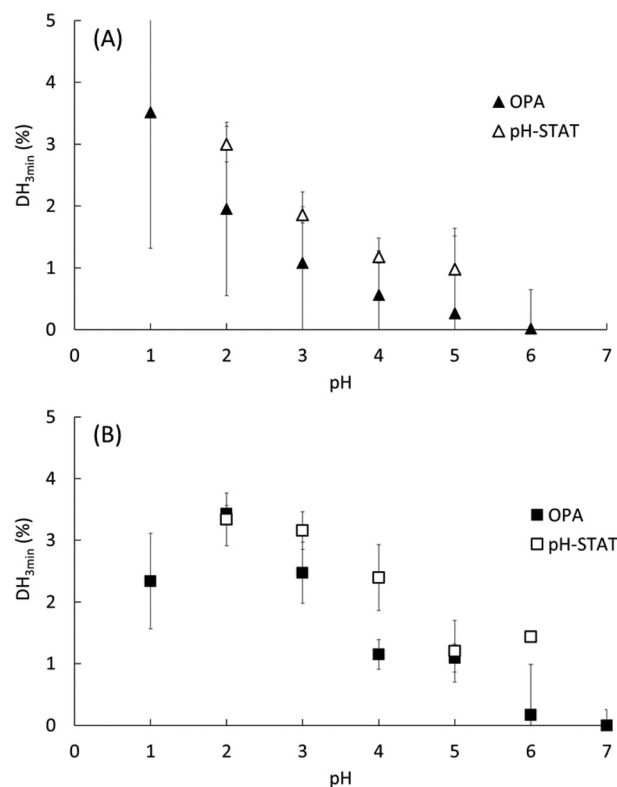 (A)
5
4
3
2
1
0
DH3min (%)
OPA
pH-STAT
0 1 2 3 4 5 6 7
pH
(B)
5
4
3
2
1
0
DH3min (%)
OPA
pH-STAT
0 1 2 3 4 5 6 7
pH